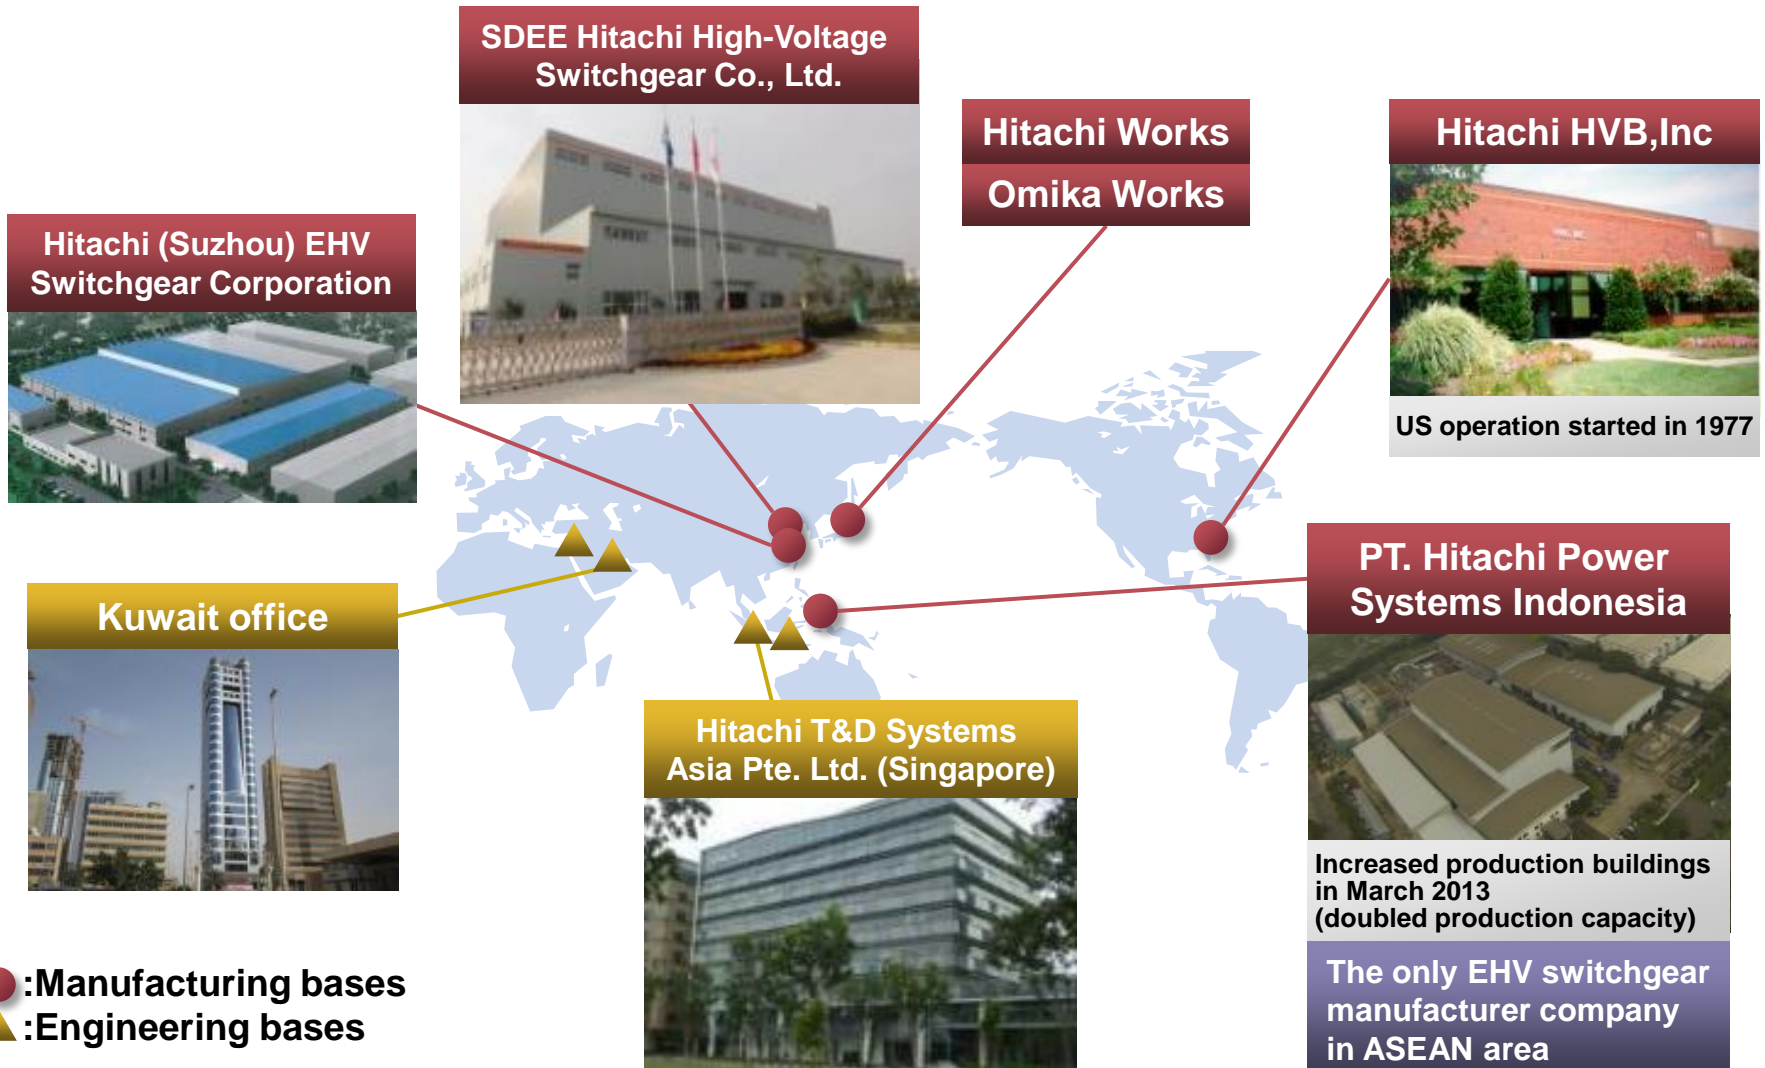 SDEE Hitachi High-Voltage
Switchgear Co., Ltd.
Hitachi Works
Omika Works
Hitachi HVB,Inc
US operation started in 1977
Hitachi (Suzhou) EHV
Switchgear Corporation
Kuwait office
Hitachi T&D Systems
Asia Pte. Ltd. (Singapore)
PT. Hitachi Power
Systems Indonesia
Increased production buildings
in March 2013
(doubled production capacity)
The only EHV switchgear
manufacturer company
in ASEAN area
:Manufacturing bases
:Engineering bases